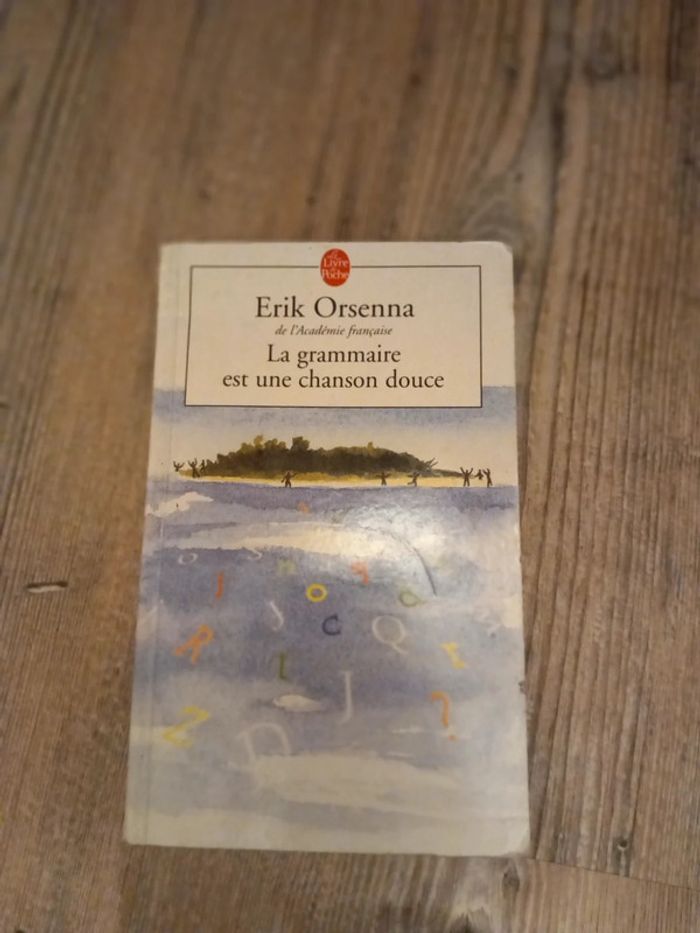 Le
Livre
de
Poche
Erik Orsenna
de l'Académie française
La grammaire
est une chanson douce
O S n s a
J o a
J C Q
R I
l J
Z D ?